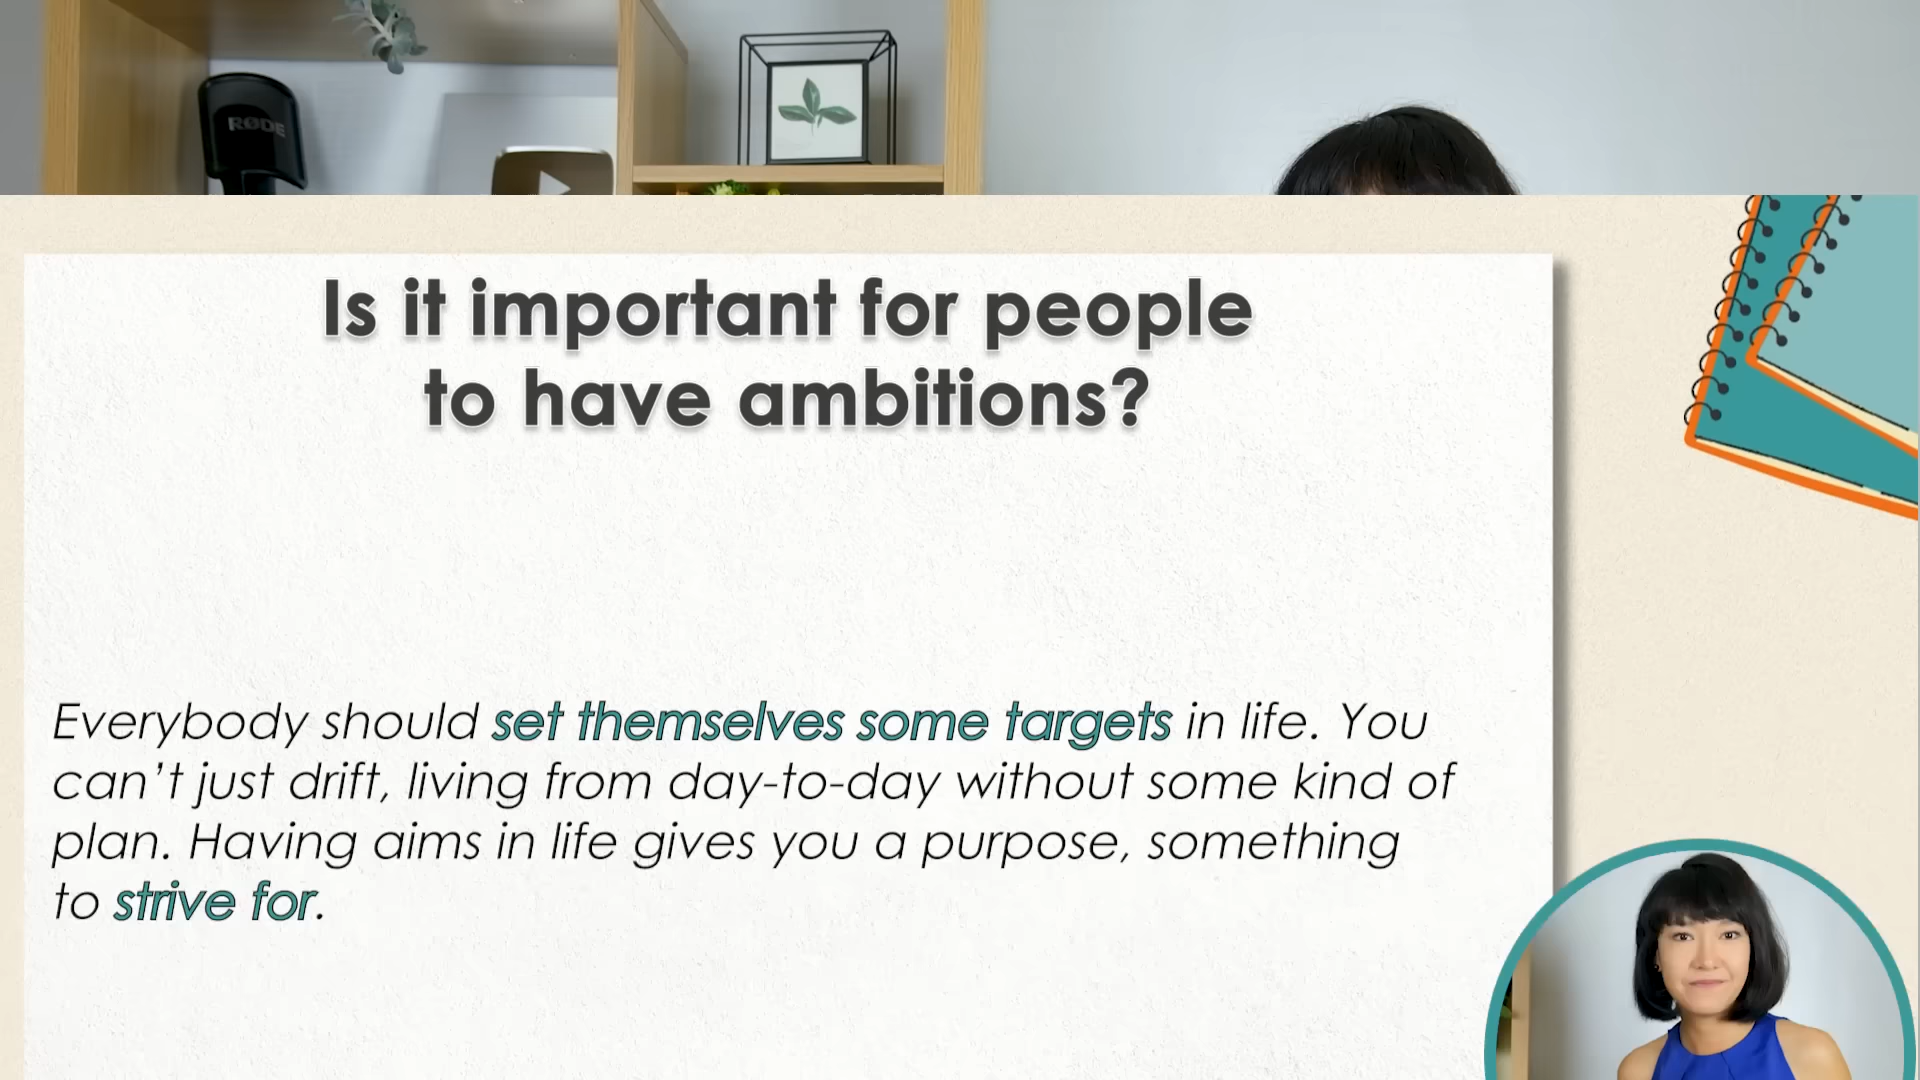 RØDE
Is it important for people
to have ambitions?
Everybody should set themselves some targets in life. You
can't just drift, living from day-to-day without some kind of
plan. Having aims in life gives you a purpose, something
to strive for.